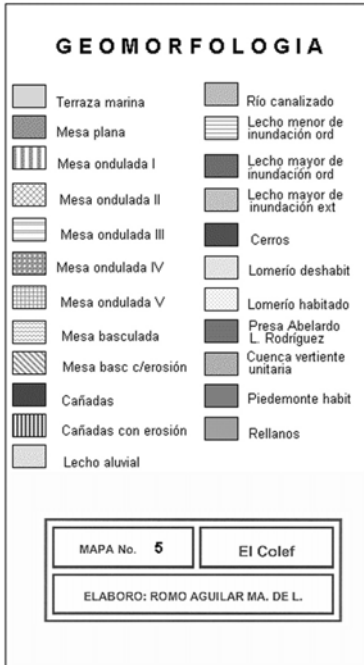 GEOMORFOLOGIA
Terraza marina
Mesa plana
Mesa ondulada I
Mesa ondulada II
Mesa ondulada III
Mesa ondulada IV
Mesa ondulada V
Mesa basculada
Mesa basc c/erosión
Cañadas
Cañadas con erosión
Lecho aluvial
Río canalizado
Lecho menor de
inundación ord
Lecho mayor de
inundación ord
Lecho mayor de
inundación ext
Cerros
Lomerío deshabit
Lomerío habitado
Presa Abelardo
L. Rodríguez
Cuenca vertiente
unitaria
Piedemonte habit
Rellanos
MAPA No. 5
El Colef
ELABORO: ROMO AGUILAR MA. DE L.